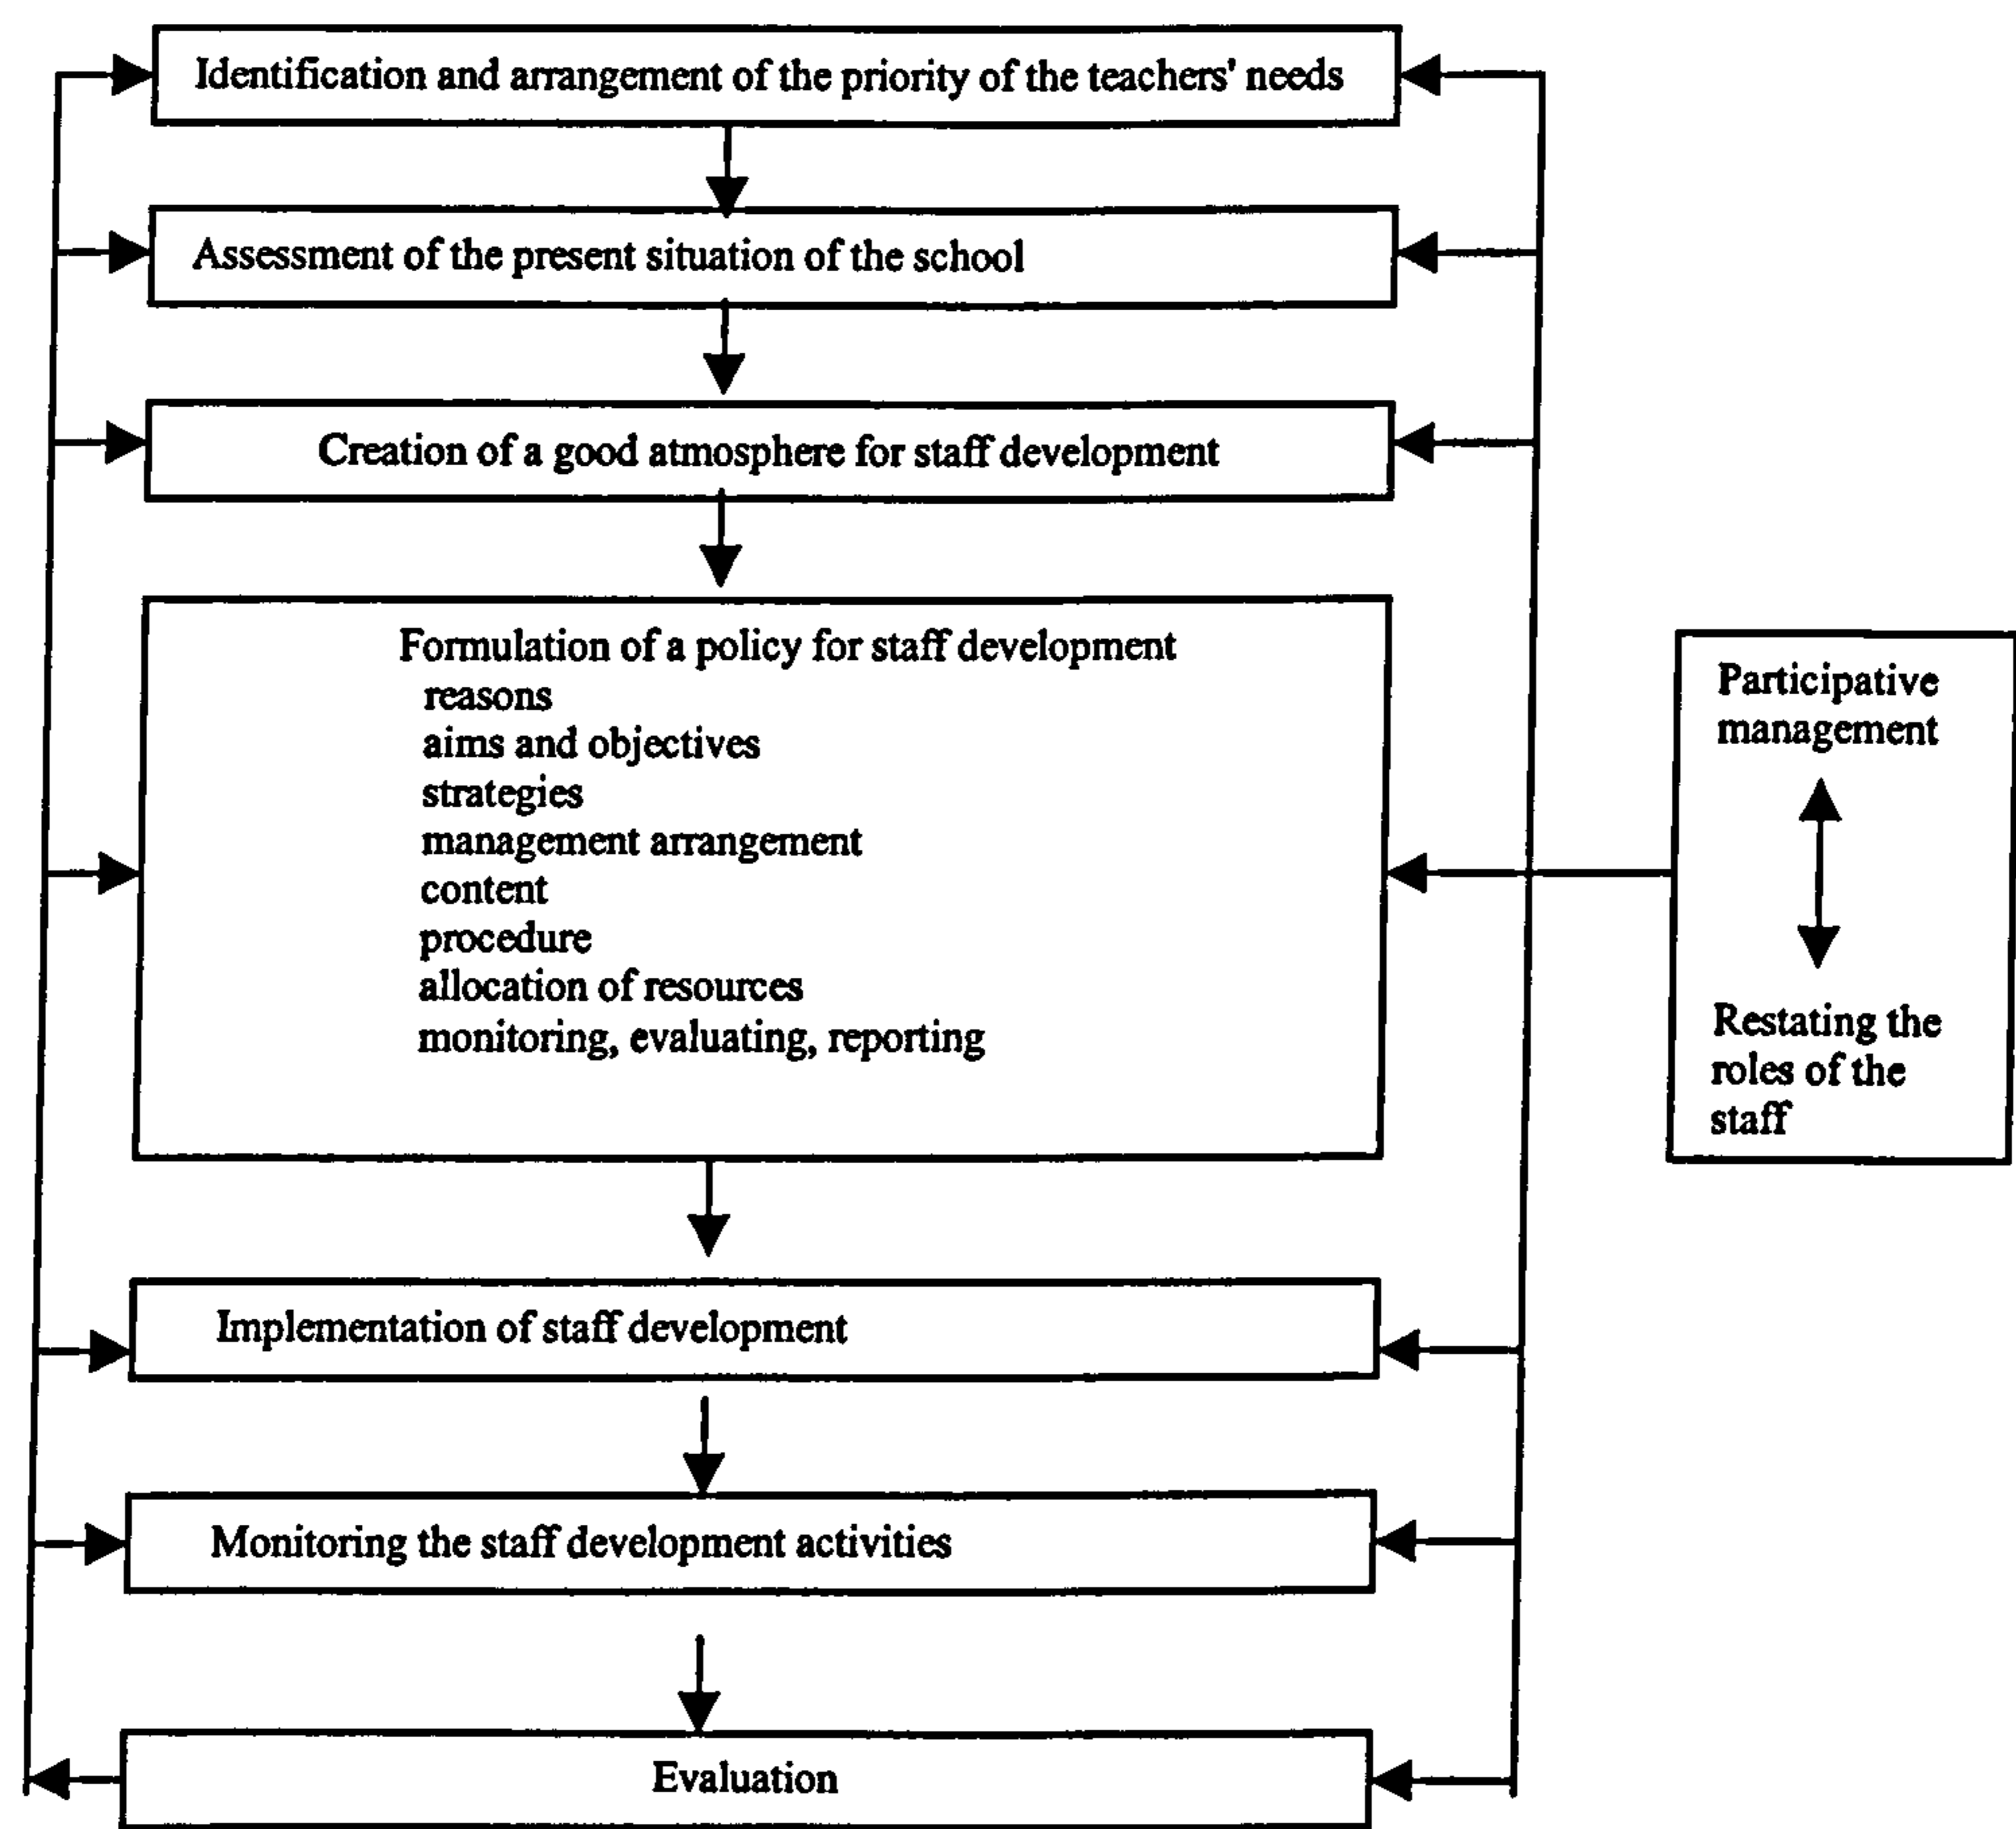 Identification and arrangement of the priority of the teachers' needs
Assessment of the present situation of the school
Creation of a good atmosphere for staff development
Formulation of a policy for staff development
reasons
aims and objectives
strategies
management arrangement
content
procedure
allocation of resources
monitoring, evaluating, reporting
Participative
management
Restating the
roles of the
staff
Implementation of staff development
Monitoring the staff development activities
Evaluation